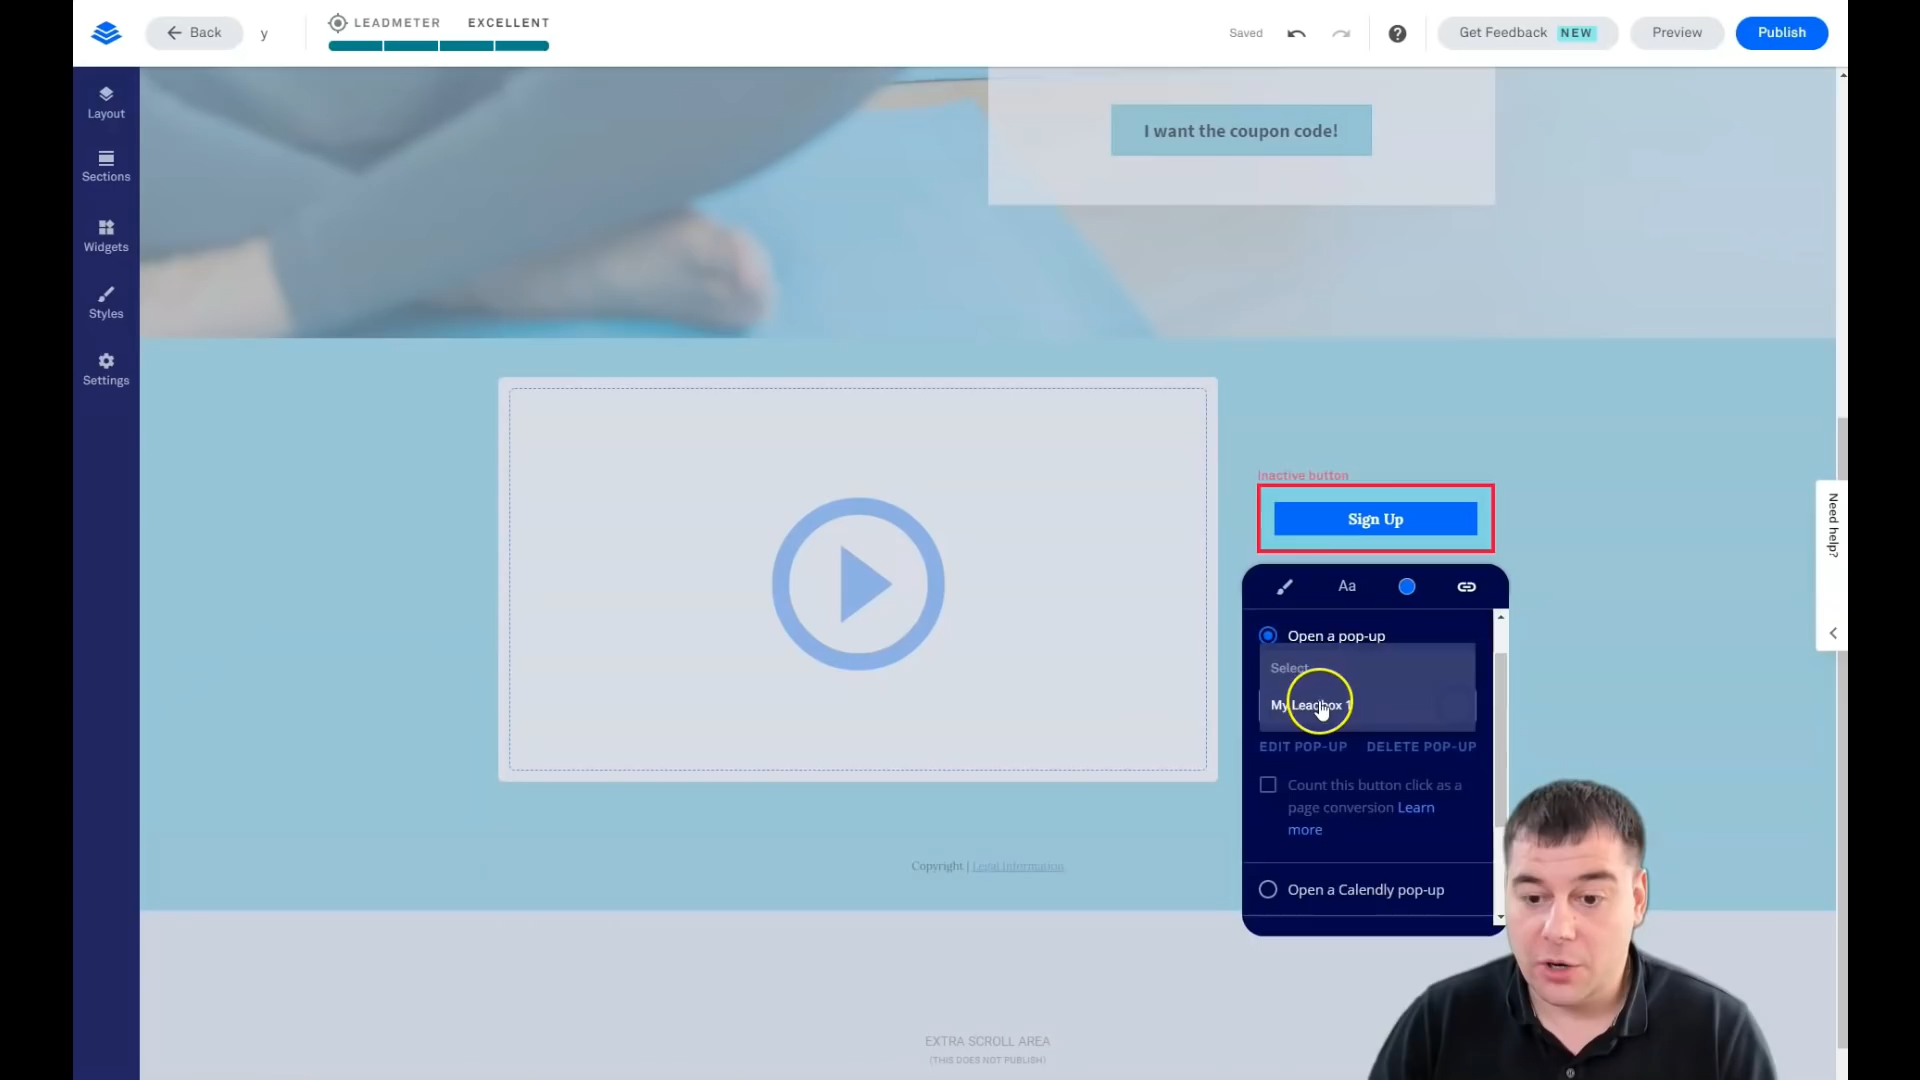 Back
y
LEADMETER EXCELLENT
Saved
Get Feedback NEW
Preview
Publish
Layout
Sections
Widgets
Styles
Settings
I want the coupon code!
Need help?
Inactive button
Sign Up
Aa
Open a pop-up
Select
My Leadbox 1
EDIT POP-UP DELETE POP-UP
Count this button click as a
page conversion Learn
more
Open a Calendly pop-up
Copyright | Legal Information
EXTRA SCROLL AREA
(THIS DOES NOT PUBLISH)